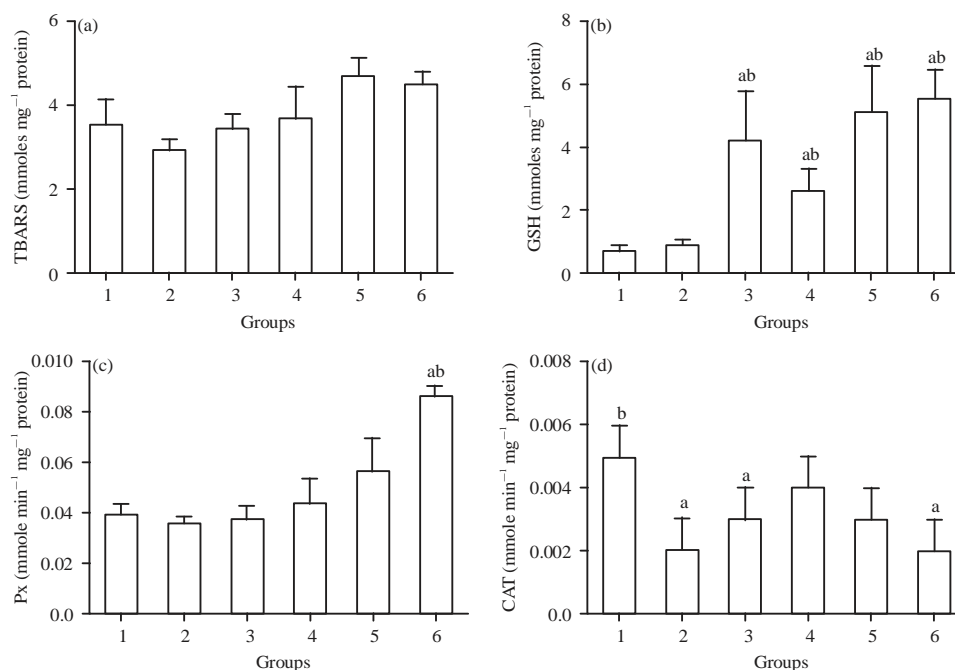 (a)
TBARS (mmoles mg⁻¹ protein)
6
4
2
0
1 2 3 4 5 6
Groups
(b)
GSH (mmoles mg⁻¹ protein)
8
6
4
2
0
ab
ab
ab
ab
1 2 3 4 5 6
Groups
(c)
Px (mmole min⁻¹ mg⁻¹ protein)
0.010
0.08
0.06
0.04
0.02
0.0
ab
1 2 3 4 5 6
Groups
(d)
CAT (mmole min⁻¹ mg⁻¹ protein)
0.008
0.006
0.004
0.002
0.0
b
a
a
a
1 2 3 4 5 6
Groups